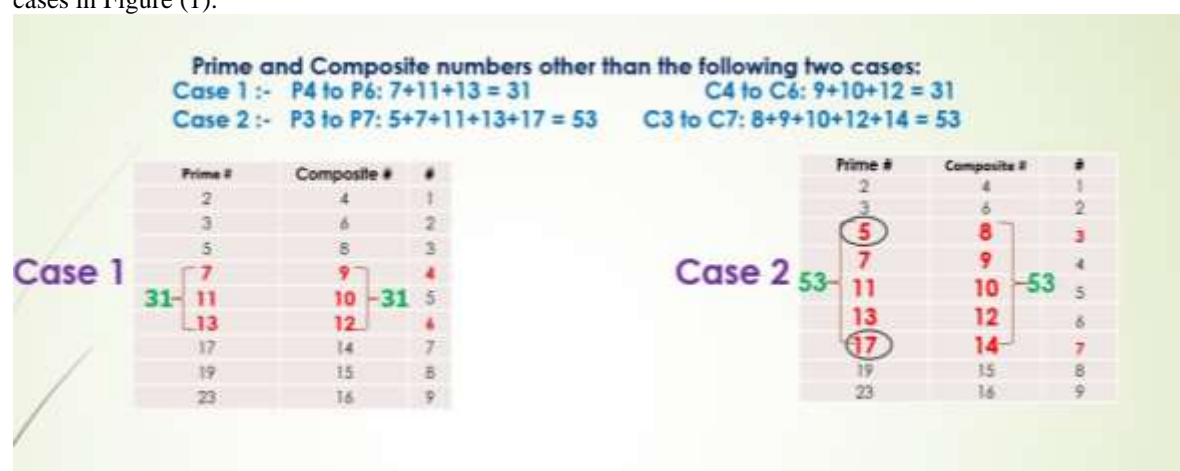 cases in Figure (1).
Prime and Composite numbers other than the following two cases:
Case 1 :- P4 to P6: 7+11+13 = 31 C4 to C6: 9+10+12 = 31
Case 2 :- P3 to P7: 5+7+11+13+17 = 53 C3 to C7: 8+9+10+12+14 = 53
Case 1
Prime # Composite # #
2 4 1
3 6 2
5 8 3
7 9 4
31 11 10 31 5
13 12 6
17 14 7
19 15 8
23 16 9
Case 2
Prime # Composite # #
2 4 1
3 6 2
5 8 3
7 9 4
53 11 10 53 5
13 12 6
17 14 7
19 15 8
23 16 9